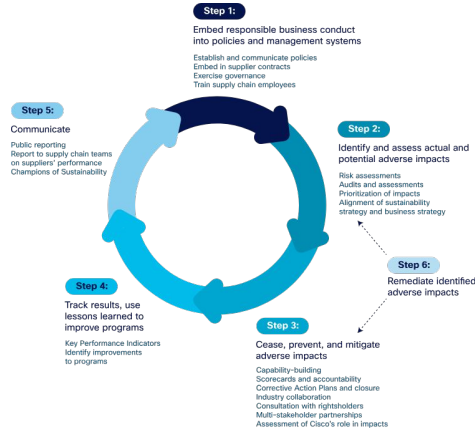 Step 1:
Embed responsible business conduct
into policies and management systems
Establish and communicate policies
Embed in supplier contracts
Exercise governance
Train supply chain employees
Step 2:
Identify and assess actual and
potential adverse impacts
Risk assessments
Audits and assessments
Prioritization of impacts
Alignment of sustainability
strategy and business strategy
Step 3:
Cease, prevent, and mitigate
adverse impacts
Capability-building
Scorecards and accountability
Corrective Action Plans and closure
Industry collaboration
Consultation with rightsholders
Multi-stakeholder partnerships
Assessment of Cisco's role in impacts
Step 4:
Track results, use
lessons learned to
improve programs
Key Performance Indicators
Identify improvements
to programs
Step 5:
Communicate
Public reporting
Report to supply chain teams
on suppliers' performance
Champions of Sustainability
Step 6:
Remediate identified
adverse impacts